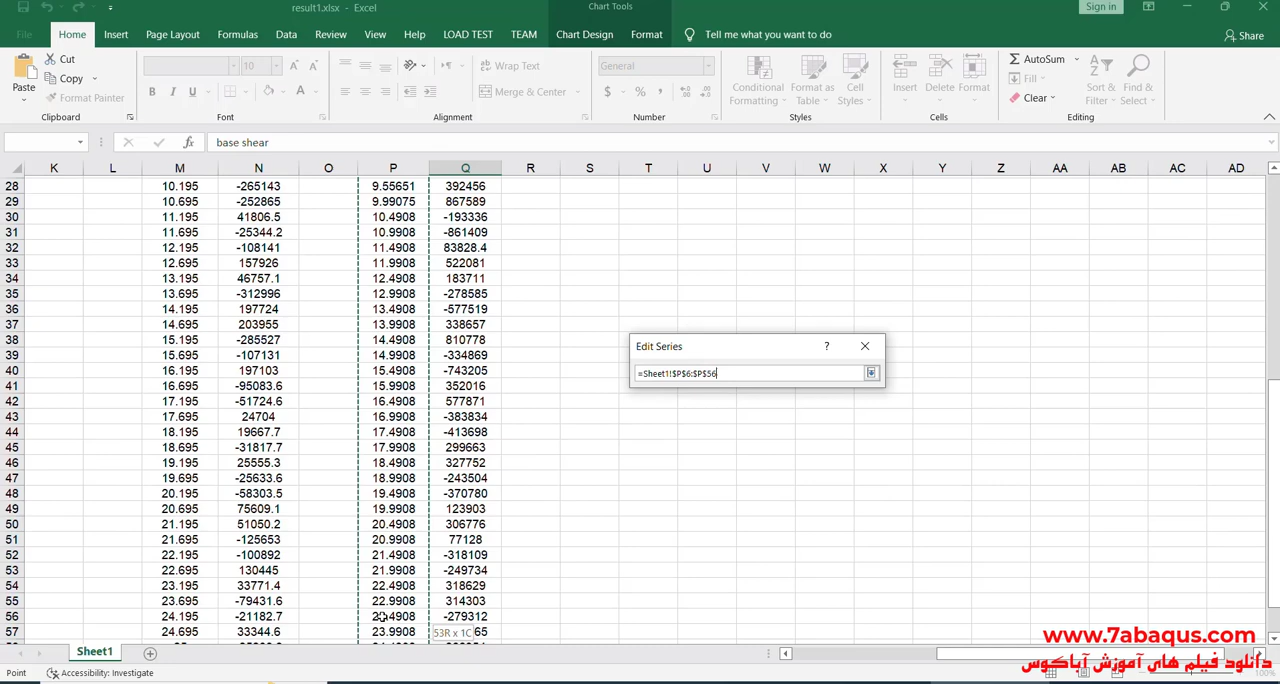 result1.xlsx - Excel
Chart Tools
Sign in
File Home Insert Page Layout Formulas Data Review View Help LOAD TEST TEAM Chart Design Format Tell me what you want to do Share
Paste Cut Copy Format Painter
Clipboard
10 A A B I U A
Font
Wrap Text Merge & Center
Alignment
General $ % ,
Number
Conditional Formatting Format as Table Cell Styles
Styles
Insert Delete Format
Cells
AutoSum Fill Clear Sort & Filter Find & Select
Editing
fx base shear
K L M N O P Q R S T U V W X Y Z AA AB AC AD
28 10.195 -265143 9.55651 392456
29 10.695 -252865 9.99075 867589
30 11.195 41806.5 10.4908 -193336
31 11.695 -25344.2 10.9908 -861409
32 12.195 -108141 11.4908 83828.4
33 12.695 157926 11.9908 522081
34 13.195 46757.1 12.4908 183711
35 13.695 -312996 12.9908 -278585
36 14.195 197724 13.4908 -577519
37 14.695 203955 13.9908 338657
38 15.195 -285527 14.4908 810778
39 15.695 -107131 14.9908 -334869
40 16.195 197103 15.4908 -743205
41 16.695 -95083.6 15.9908 352016
42 17.195 -51724.6 16.4908 577871
43 17.695 24704 16.9908 -383834
44 18.195 19667.7 17.4908 -413698
45 18.695 -31817.7 17.9908 299663
46 19.195 25555.3 18.4908 327752
47 19.695 -25633.6 18.9908 -243504
48 20.195 -58303.5 19.4908 -370780
49 20.695 75609.1 19.9908 123903
50 21.195 51050.2 20.4908 306776
51 21.695 -125653 20.9908 77128
52 22.195 -100892 21.4908 -318109
53 22.695 130445 21.9908 -249734
54 23.195 33771.4 22.4908 318629
55 23.695 -79431.6 22.9908 314303
56 24.195 -21182.7 -279312
57 24.695 33344.6 23.9908 53R x 1C 65
Edit Series ?
=Sheet1!$P$6:$P$56
Sheet1
Point Accessibility: Investigate 100%
www.7abaqus.com
دانلود فیلم های آموزش آباکوس